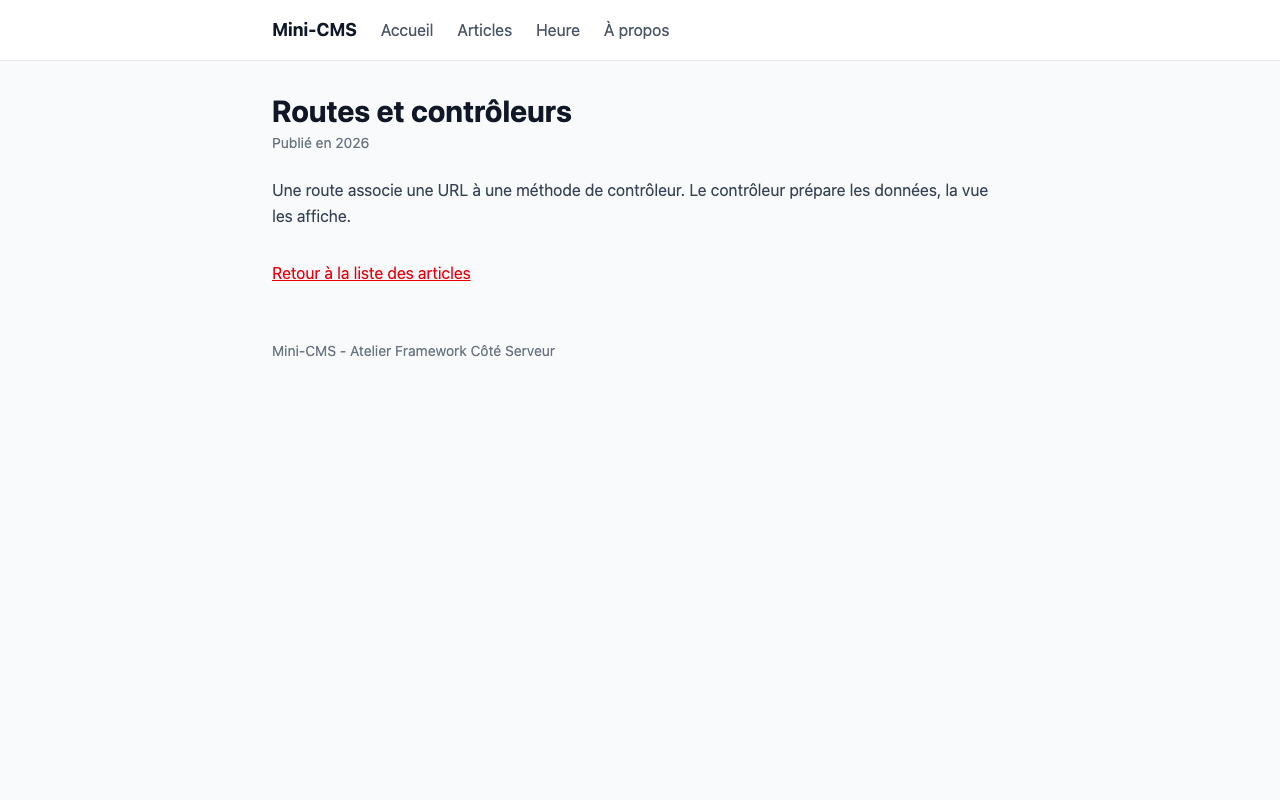 Mini-CMS Accueil Articles Heure À propos
Routes et contrôleurs
Publié en 2026
Une route associe une URL à une méthode de contrôleur. Le contrôleur prépare les données, la vue
les affiche.
Retour à la liste des articles
Mini-CMS - Atelier Framework Côté Serveur